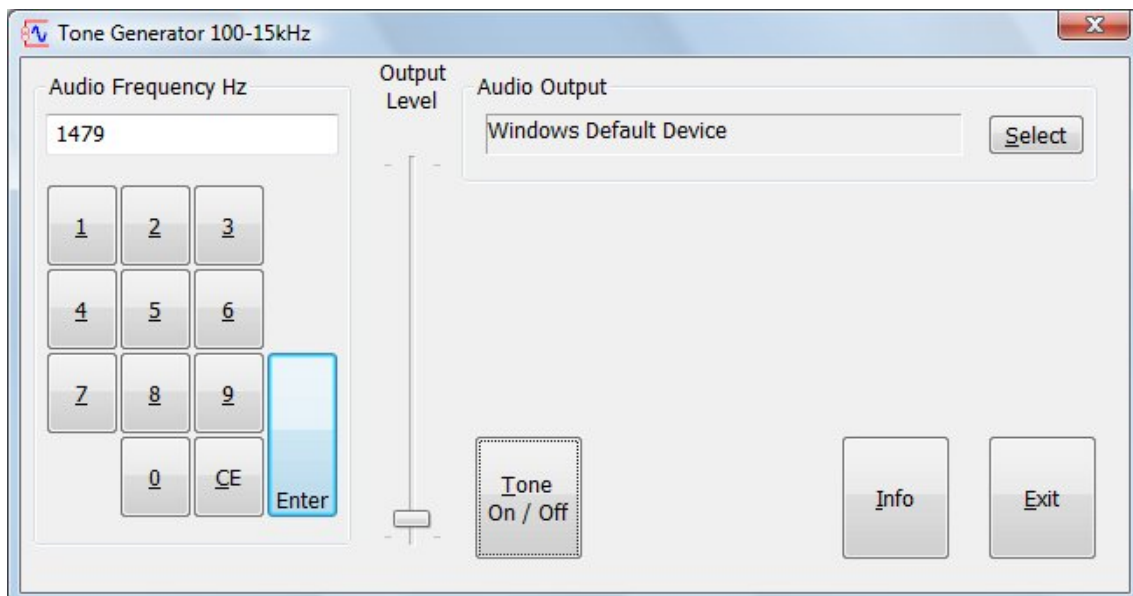 Tone Generator 100-15kHz
X
Audio Frequency Hz
1479
1 2 3
4 5 6
7 8 9
0 CE Enter
Output
Level
Audio Output
Windows Default Device
Select
Tone
On / Off
Info
Exit